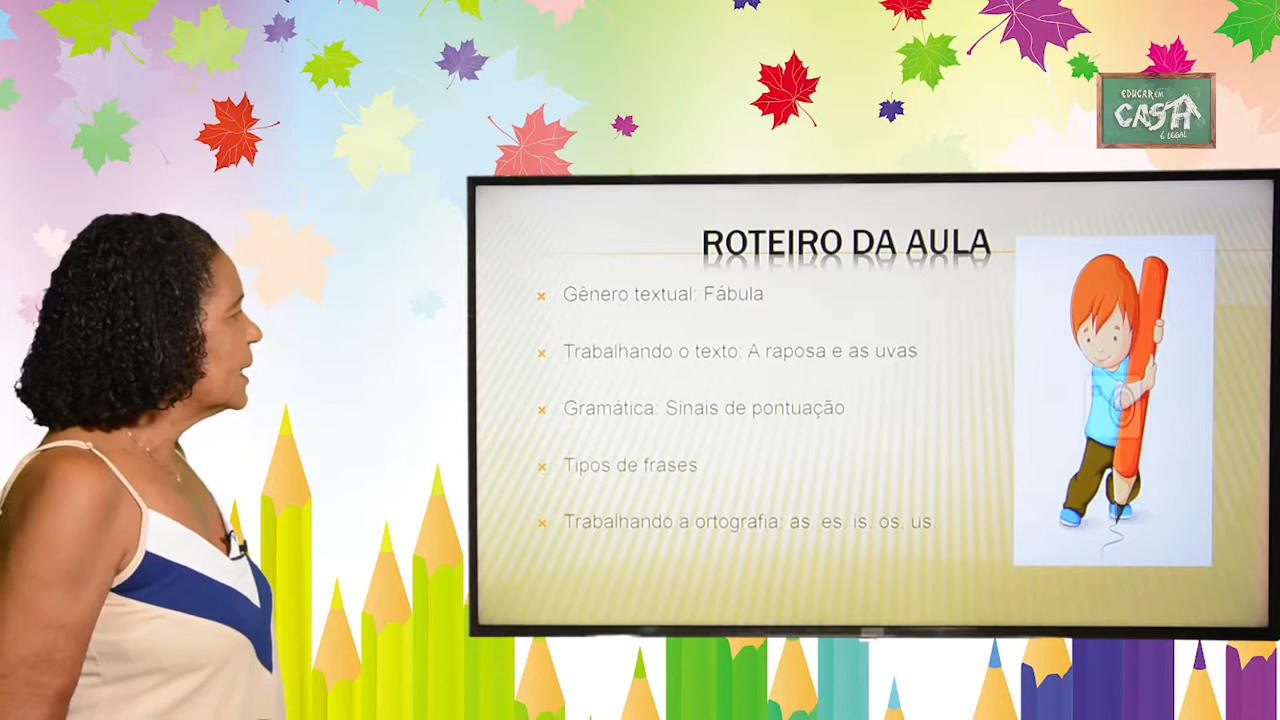 EDUCAR EM
CASA
É LEGAL
ROTEIRO DA AULA
Gênero textual: Fábula
Trabalhando o texto: A raposa e as uvas
Gramática: Sinais de pontuação
Tipos de frases
Trabalhando a ortografia: as, es, is, os, us.